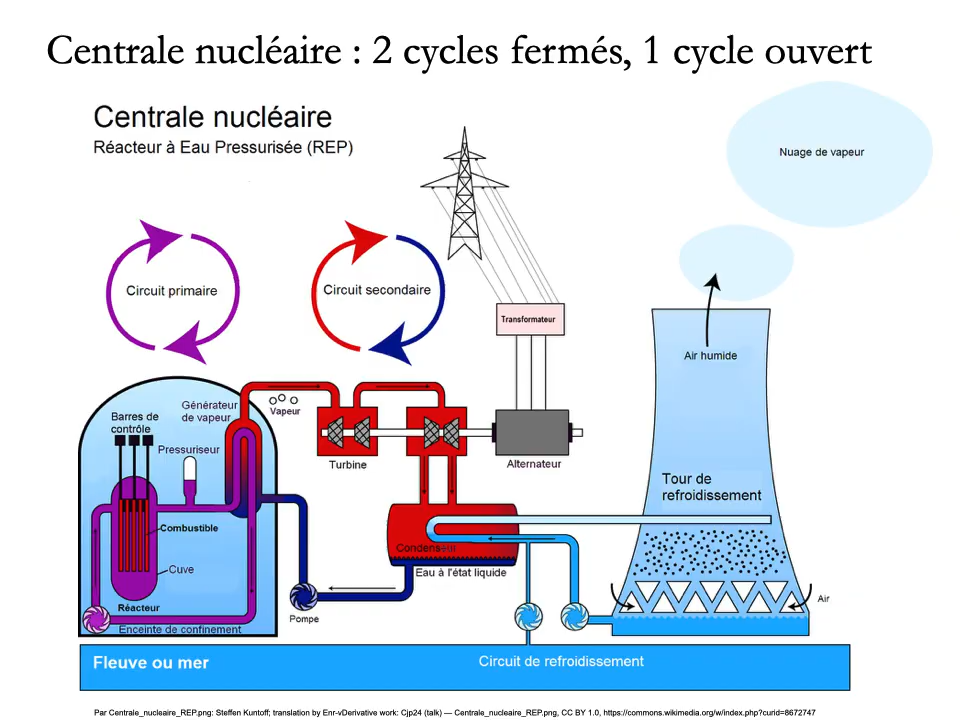 Centrale nucléaire : 2 cycles fermés, 1 cycle ouvert
Centrale nucléaire
Réacteur à Eau Pressurisée (REP)
Nuage de vapeur
Circuit primaire
Circuit secondaire
Transformateur
Air humide
Générateur
de vapeur
Vapeur
Barres de
contrôle
Pressuriseur
Turbine
Alternateur
Tour de
refroidissement
Combustible
Cuve
Eau à l'état liquide
Réacteur
Enceinte de confinement
Pompe
Air
Fleuve ou mer
Circuit de refroidissement
Par Centrale_nucleaire_REP.png: Steffen Kuntoff; translation by Enr-vDerivative work: Cjp24 (talk) — Centrale_nucleaire_REP.png, CC BY 1.0, https://commons.wikimedia.org/w/index.php?curid=8672747